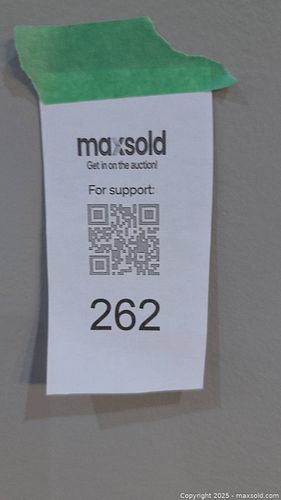 maxsold
Get in on the auction!
For support:
262
Copyright 2025 - maxsold.com